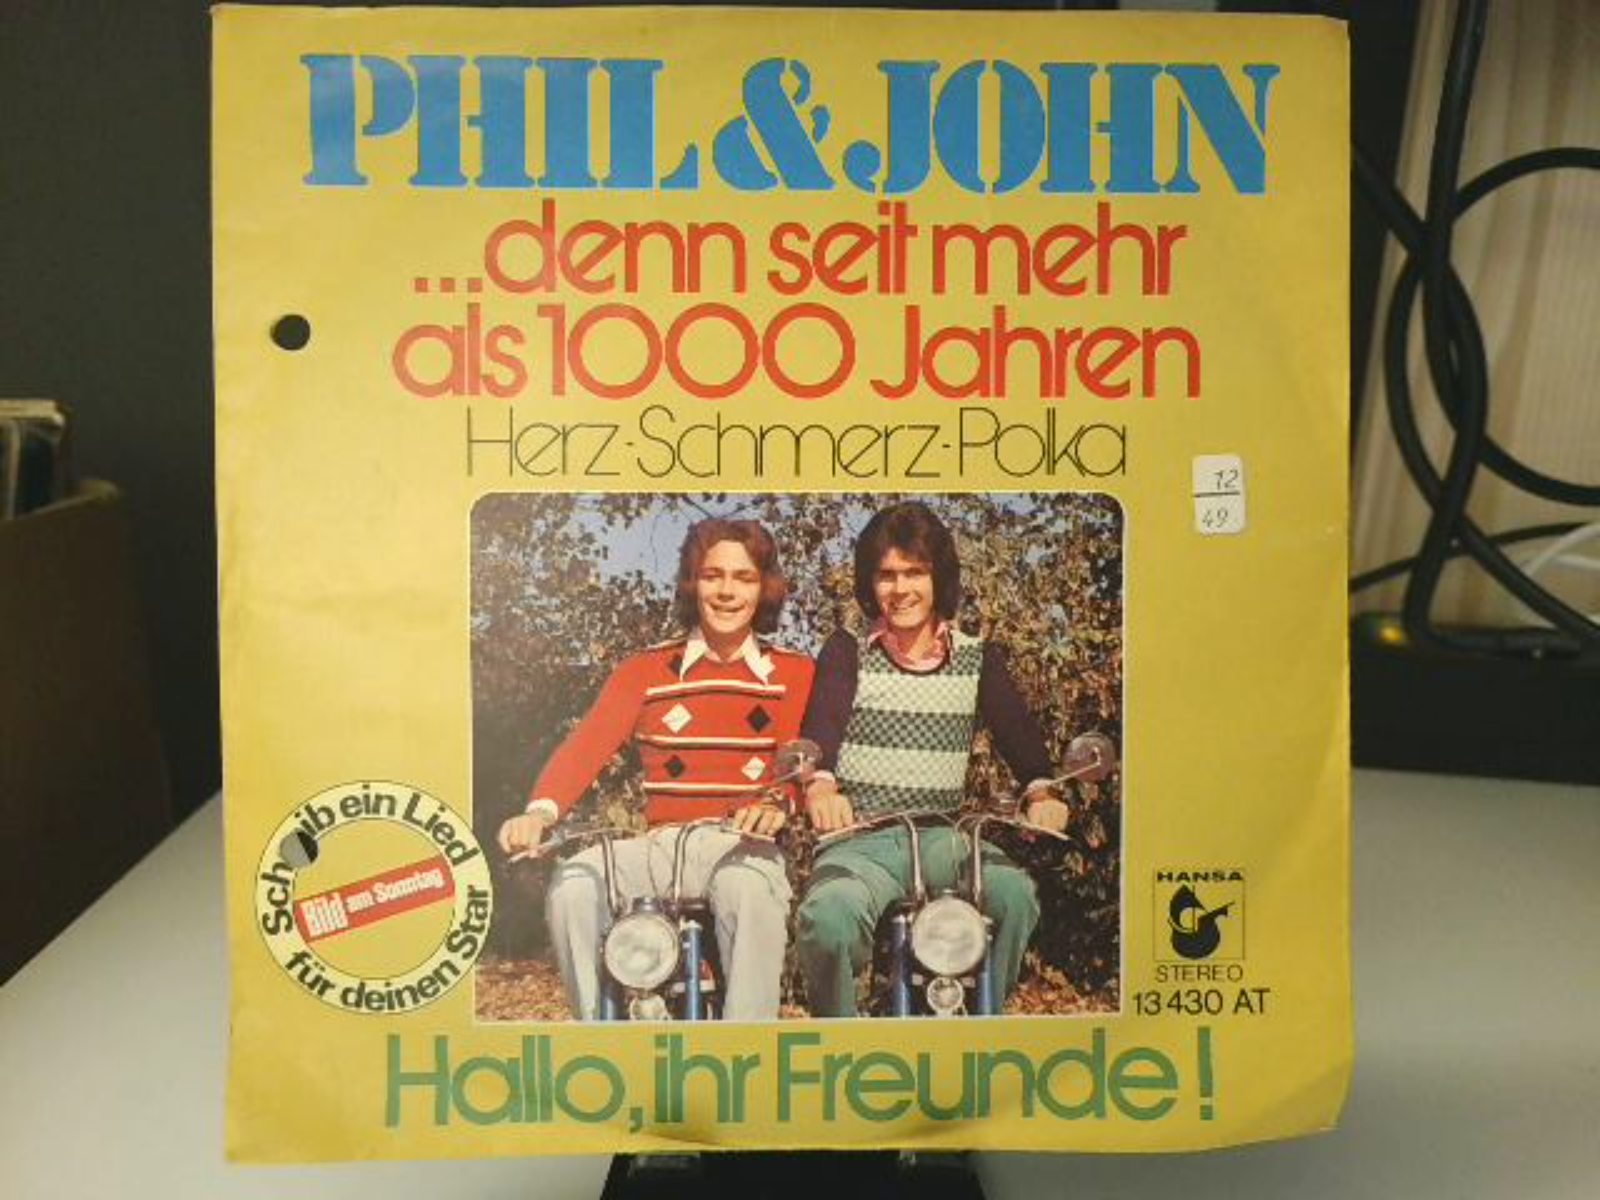 PHIL & JOHN
...denn seit mehr
als 1000 Jahren
Herz-Schmerz-Polka
12
49
ein Lied
für deinen Star
Bild am Sonntag
HANSA
STEREO
13 430 AT
Hallo, ihr Freunde!